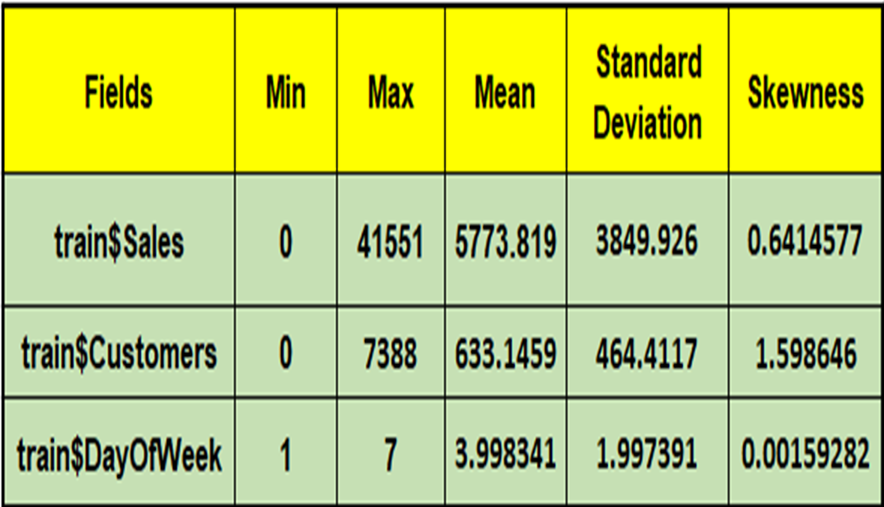 Fields Min Max Mean Standard Deviation Skewness
train$Sales 0 41551 5773.819 3849.926 0.6414577
train$Customers 0 7388 633.1459 464.4117 1.598646
train$DayOfWeek 1 7 3.998341 1.997391 0.00159282